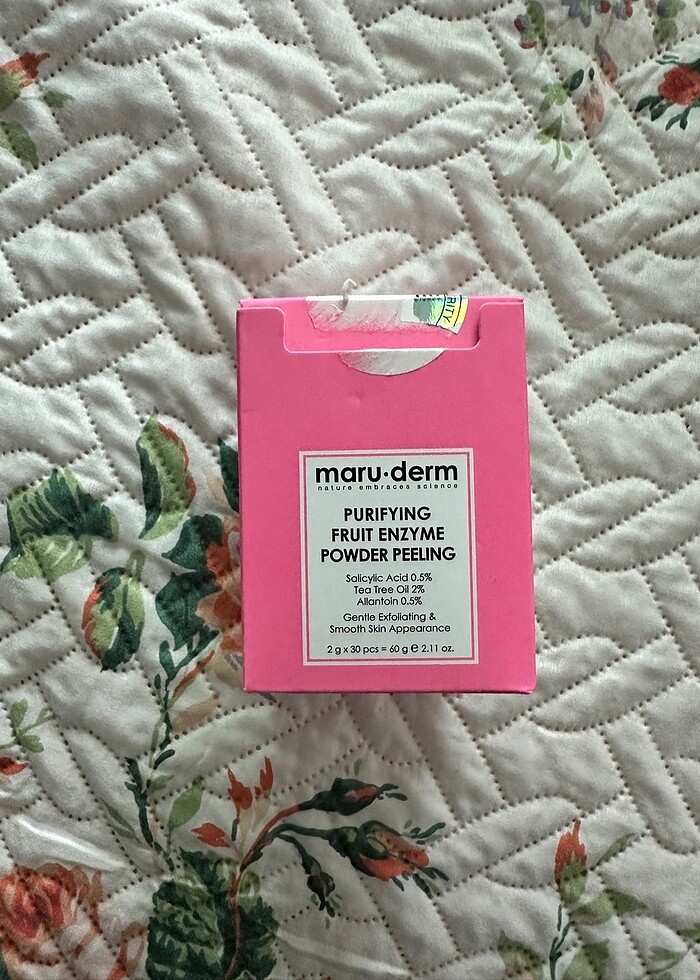 RITY
maru·derm
nature embraces science
PURIFYING
FRUIT ENZYME
POWDER PEELING
Salicylic Acid 0.5%
Tea Tree Oil 2%
Allantoin 0.5%
Gentle Exfoliating &
Smooth Skin Appearance
2 g x 30 pcs = 60 g ℮ 2.11 oz.